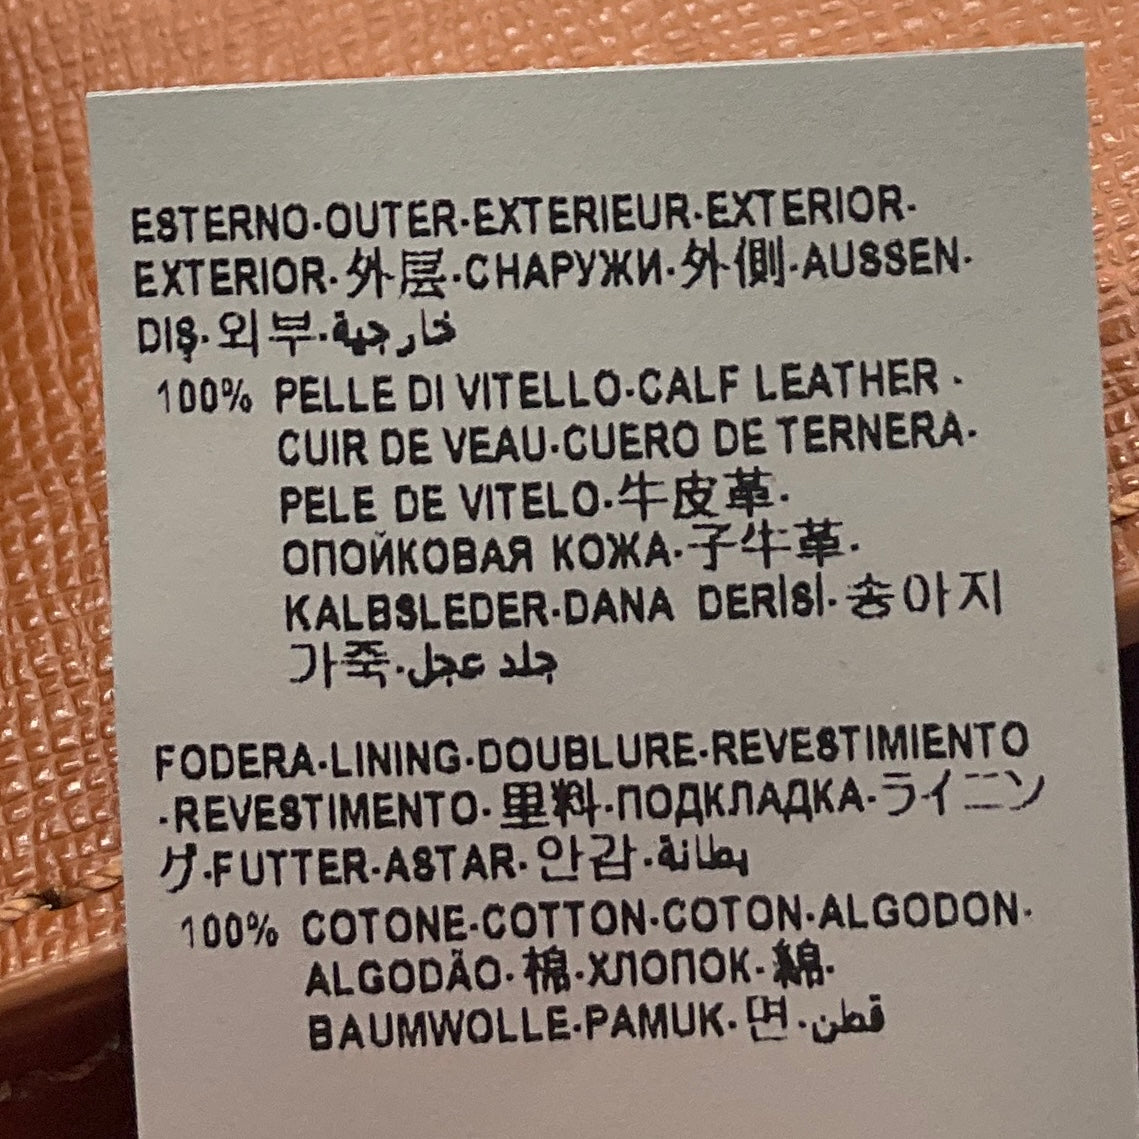 ESTERNO·OUTER·EXTERIEUR·EXTERIOR·
EXTERIOR·外层·СНАРУЖИ·外側·AUSSEN·
DIŞ·외부·خارجية
100% PELLE DI VITELLO·CALF LEATHER ·
CUIR DE VEAU·CUERO DE TERNERA·
PELE DE VITELO·牛皮革·
ОПОЙКОВАЯ КОЖА·子牛革·
KALBSLEDER·DANA DERİSİ·송아지
가죽·جلد عجل
FODERA·LINING·DOUBLURE·REVESTIMIENTO
·REVESTIMENTO·里料·ПОДКЛАДКА·ライニン
グ·FUTTER·ASTAR·안감·بطانة
100% COTONE·COTTON·COTON·ALGODON·
ALGODÃO·棉·ХЛОПОК·綿·
BAUMWOLLE·PAMUK·면·قطن